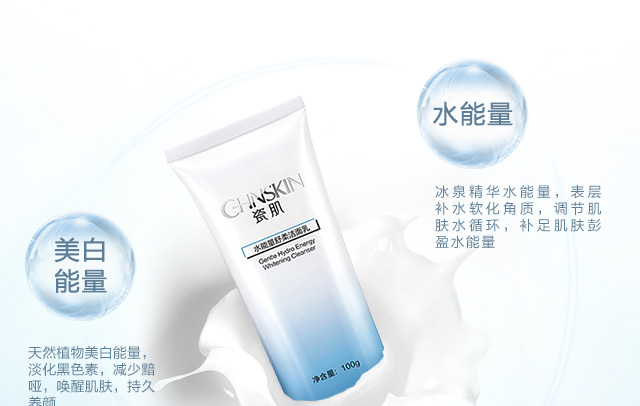 水能量
冰泉精华水能量，表层
补水软化角质，调节肌
肤水循环，补足肌肤彭
盈水能量
CHNSKIN
瓷肌
水能量舒柔洁面乳
Gentle Hydro Energy
Whitening Cleanser
净含量：100g
美白
能量
天然植物美白能量，
淡化黑色素，减少黯
哑，唤醒肌肤，持久
养颜